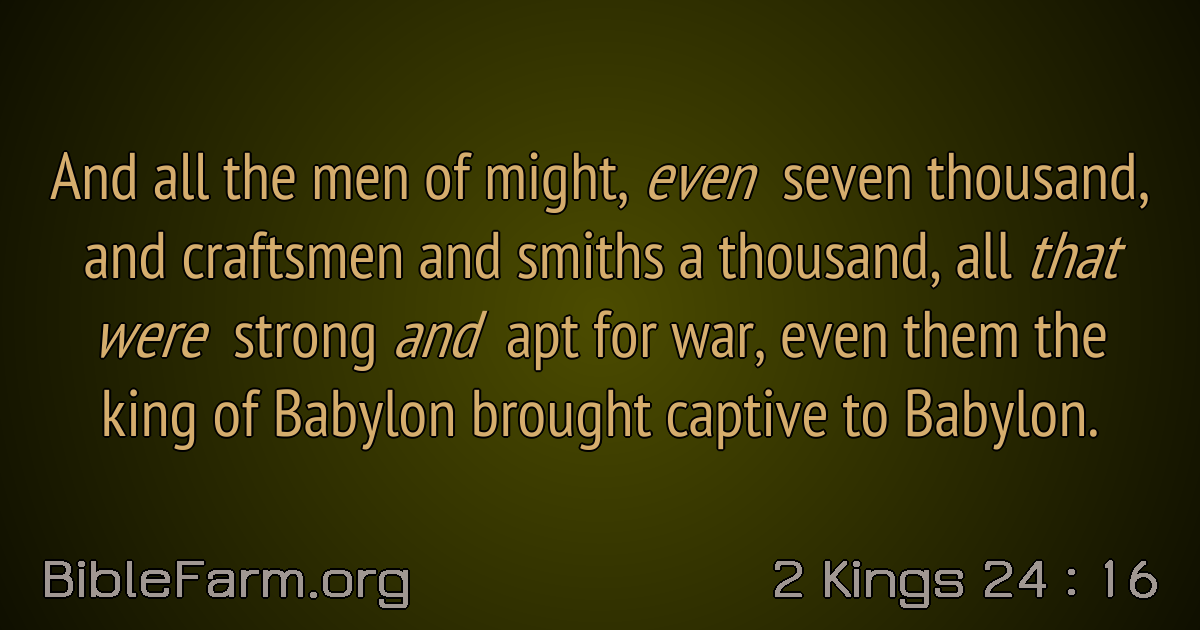 And all the men of might, even seven thousand,
and craftsmen and smiths a thousand, all that
were strong and apt for war, even them the
king of Babylon brought captive to Babylon.
BibleFarm.org
2 Kings 24 : 16